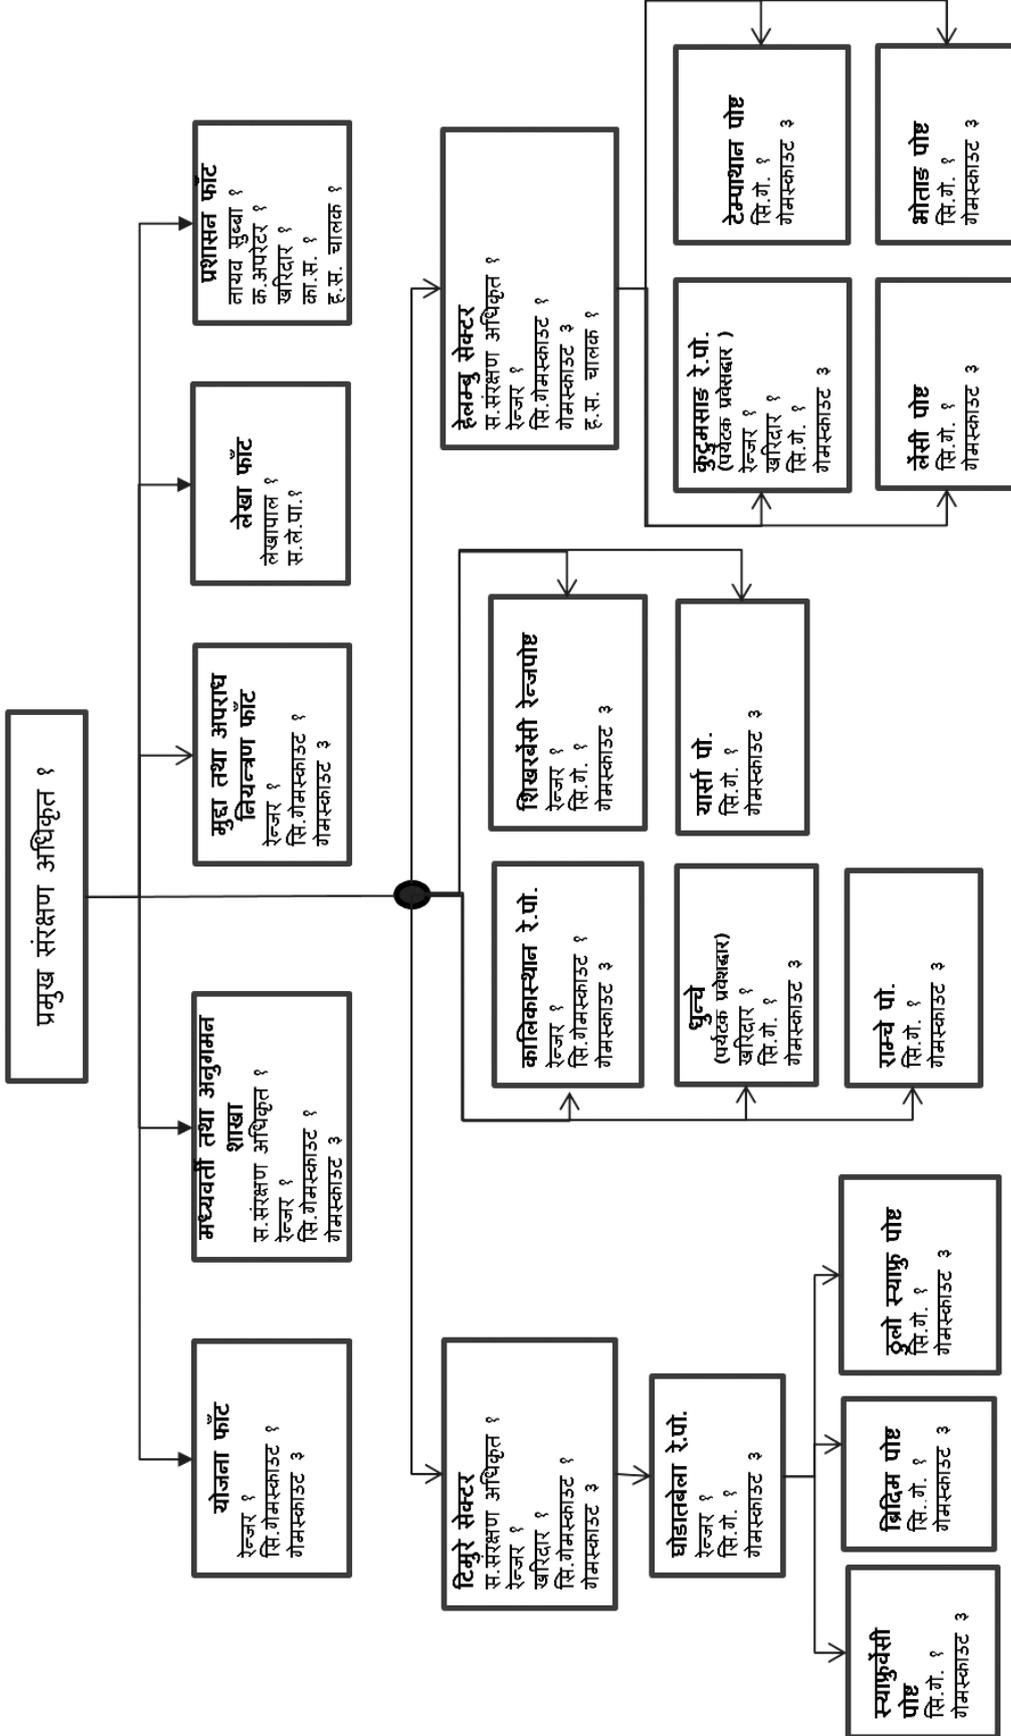 प्रमुख संरक्षण अधिकृत १
योजना फाँट
रेन्जर १
सि.गेमस्काउट १
गेमस्काउट ३
मध्यवर्ती तथा अनुगमन
शाखा
स.संरक्षण अधिकृत १
रेन्जर १
सि.गेमस्काउट १
गेमस्काउट ३
मुद्दा तथा अपराध
नियन्त्रण फाँट
रेन्जर १
सि.गेमस्काउट १
गेमस्काउट ३
लेखा फाँट
लेखापाल १
स.ले.पा.१
प्रशासन फाँट
नायव सुब्बा १
क.अपरेटर १
खरिदार १
का.स. १
ह.स. चालक १
टिमुरे सेक्टर
स.संरक्षण अधिकृत १
रेन्जर १
खरिदार १
सि.गेमस्काउट १
गेमस्काउट ३
घोडातबेला रे.पो.
रेन्जर १
सि.गे. १
गेमस्काउट ३
स्याफ्रुवेंसी
पोष्ट
सि.गे. १
गेमस्काउट ३
ब्रिदिम पोष्ट
सि.गे. १
गेमस्काउट ३
ठूलो स्याफ्रु पोष्ट
सि.गे. १
गेमस्काउट ३
कालिकास्थान रे.पो.
रेन्जर १
सि.गेमस्काउट १
गेमस्काउट ३
धुन्चे
(पर्यटक प्रवेशद्वार)
खरिदार १
सि.गे. १
गेमस्काउट ३
राम्चे पो.
सि.गे. १
गेमस्काउट ३
शिखरबेंसी रेन्जपोष्ट
रेन्जर १
सि.गे. १
गेमस्काउट ३
यार्सा पो.
सि.गे. १
गेमस्काउट ३
हेलम्बु सेक्टर
स.संरक्षण अधिकृत १
रेन्जर १
सि.गेमस्काउट १
गेमस्काउट ३
ह.स. चालक १
कुटुमसाङ रे.पो.
(पर्यटक प्रवेसद्वार )
रेन्जर १
खरिदार १
सि.गे. १
गेमस्काउट ३
टेम्पाथान पोष्ट
सि.गे. १
गेमस्काउट ३
लेंसी पोष्ट
सि.गे. १
गेमस्काउट ३
भोताङ पोष्ट
सि.गे. १
गेमस्काउट ३